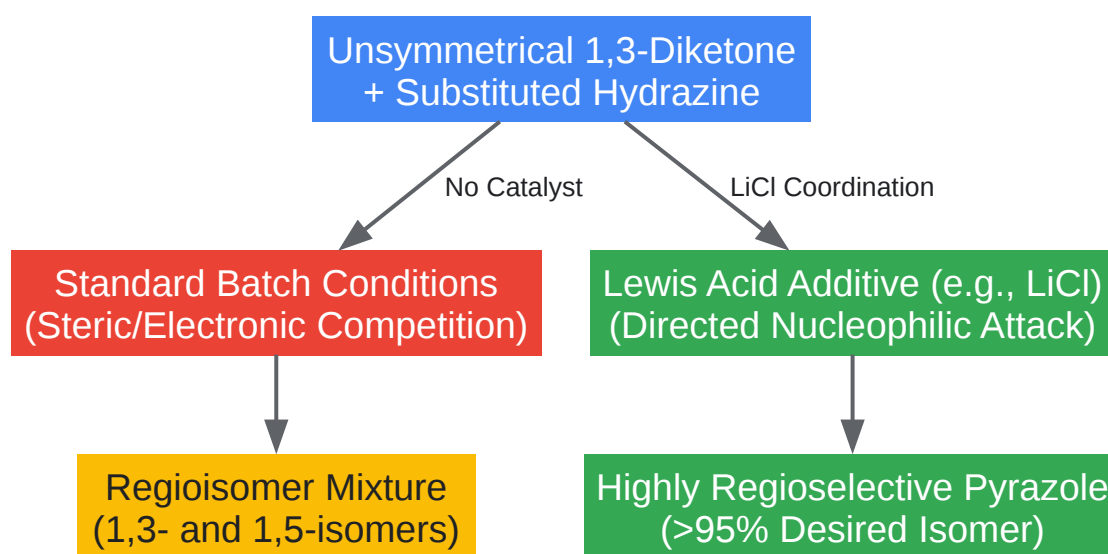 Unsymmetrical 1,3-Diketone
+ Substituted Hydrazine
No Catalyst
LiCl Coordination
Standard Batch Conditions
(Steric/Electronic Competition)
Lewis Acid Additive (e.g., LiCl)
(Directed Nucleophilic Attack)
Regioisomer Mixture
(1,3- and 1,5-isomers)
Highly Regioselective Pyrazole
(>95% Desired Isomer)